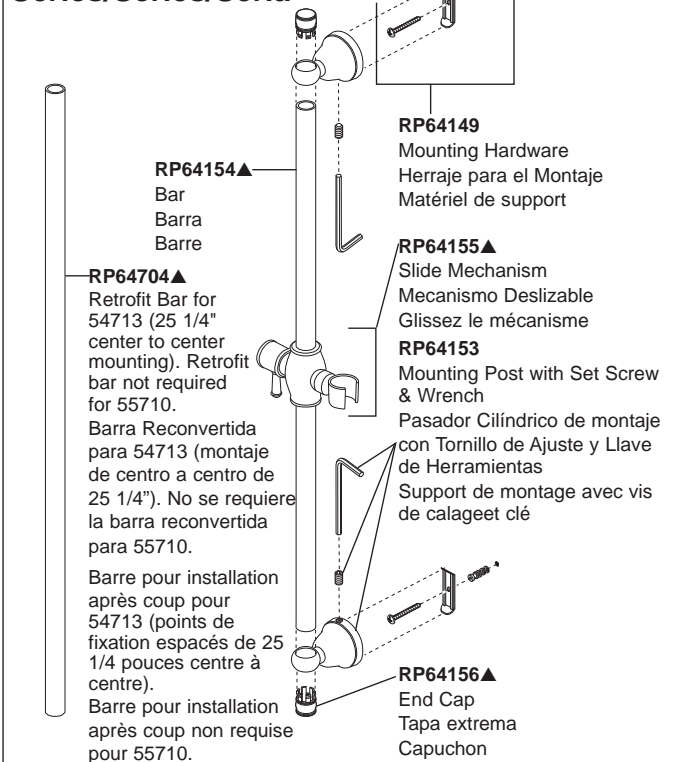 RP64149
Mounting Hardware
Herraje para el Montaje
Matériel de support
RP64154▲
Bar
Barra
Barre
RP64704▲
Retrofit Bar for
54713 (25 1/4"
center to center
mounting). Retrofit
bar not required
for 55710.
Barra Reconvertida
para 54713 (montaje
de centro a centro de
25 1/4”). No se requiere
la barra reconvertida
para 55710.
Barre pour installation
après coup pour
54713 (points de
fixation espacés de 25
1/4 pouces centre à
centre).
Barre pour installation
après coup non requise
pour 55710.
RP64155▲
Slide Mechanism
Mecanismo Deslizable
Glissez le mécanisme
RP64153
Mounting Post with Set Screw
& Wrench
Pasador Cilíndrico de montaje
con Tornillo de Ajuste y Llave
de Herramientas
Support de montage avec vis
de calageet clé
RP64156▲
End Cap
Tapa extrema
Capuchon